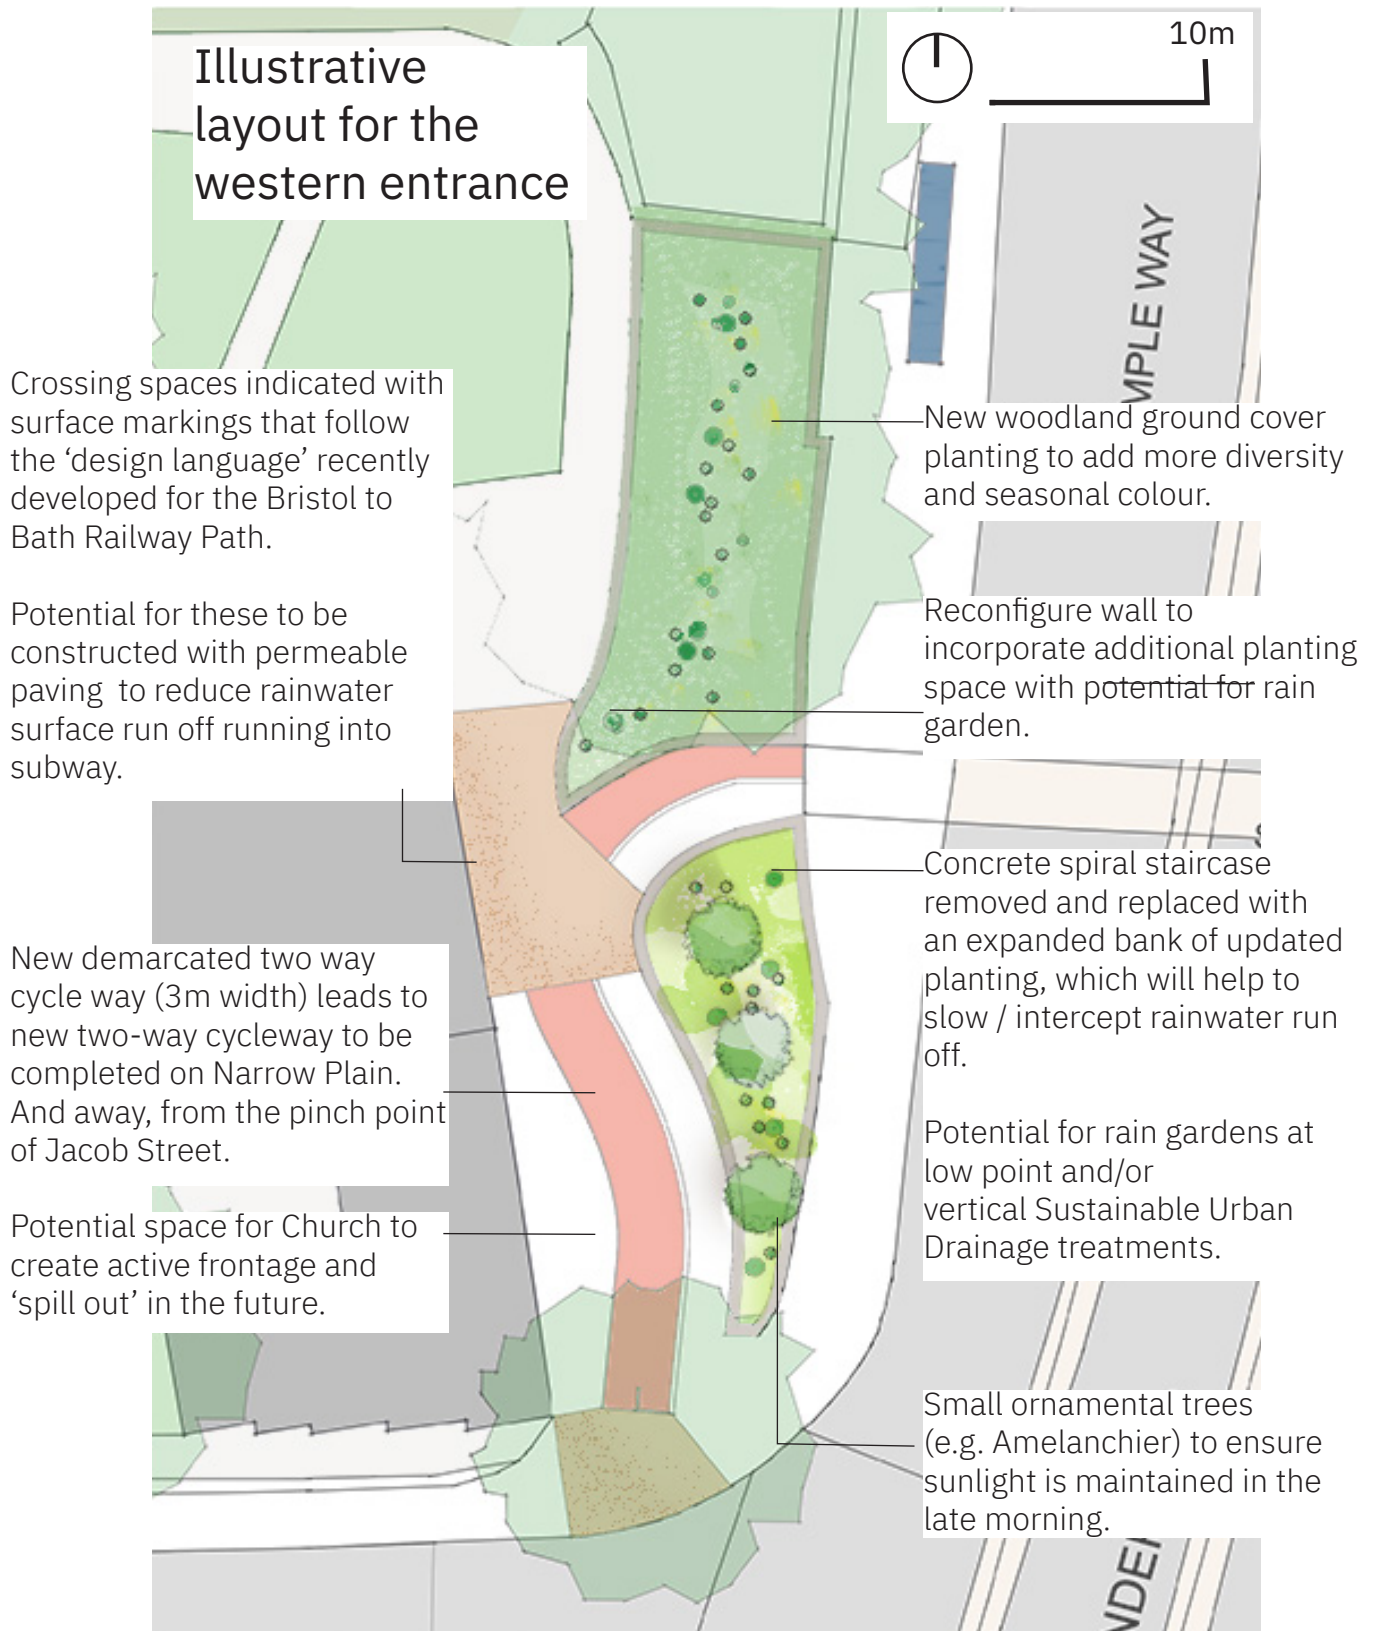 Illustrative
layout for the
western entrance
10m
MPLE WAY
Crossing spaces indicated with
surface markings that follow
the ‘design language’ recently
developed for the Bristol to
Bath Railway Path.
Potential for these to be
constructed with permeable
paving to reduce rainwater
surface run off running into
subway.
New demarcated two way
cycle way (3m width) leads to
new two-way cycleway to be
completed on Narrow Plain.
And away, from the pinch point
of Jacob Street.
Potential space for Church to
create active frontage and
‘spill out’ in the future.
New woodland ground cover
planting to add more diversity
and seasonal colour.
Reconfigure wall to
incorporate additional planting
space with potential for rain
garden.
Concrete spiral staircase
removed and replaced with
an expanded bank of updated
planting, which will help to
slow / intercept rainwater run
off.
Potential for rain gardens at
low point and/or
vertical Sustainable Urban
Drainage treatments.
Small ornamental trees
(e.g. Amelanchier) to ensure
sunlight is maintained in the
late morning.